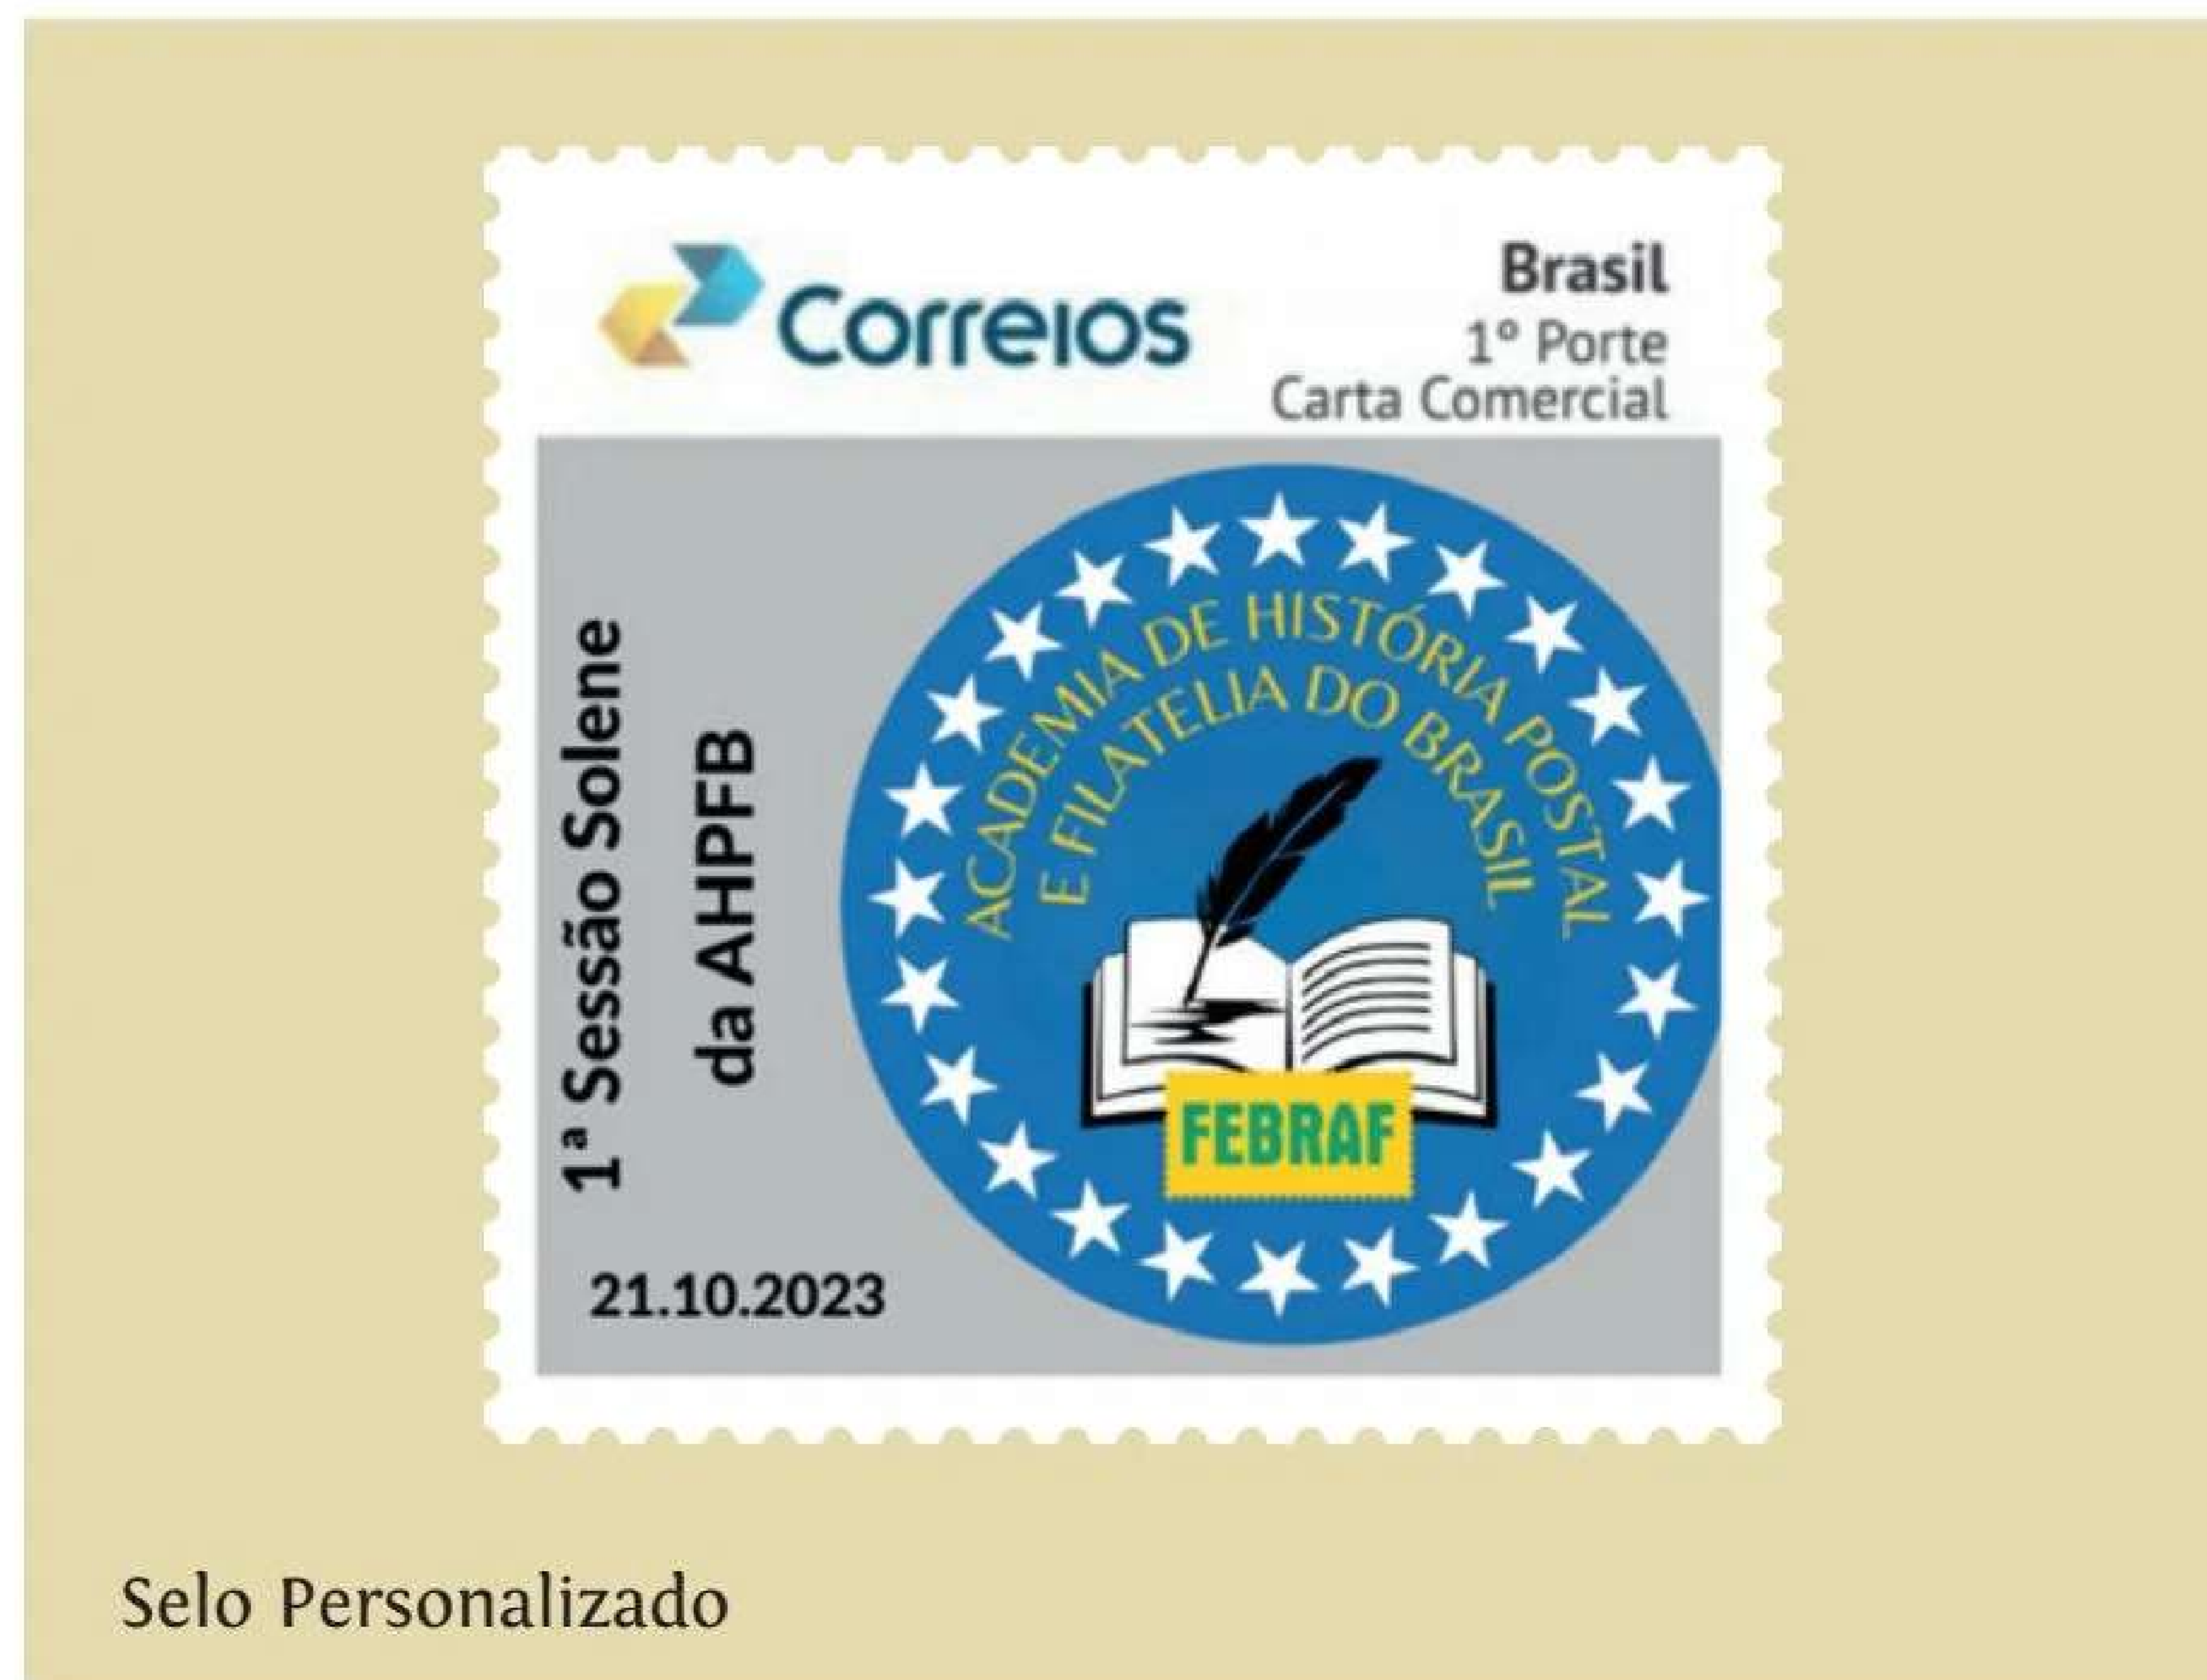 Correios
Brasil
1º Porte
Carta Comercial
1ª Sessão Solene
da AHPFB
21.10.2023
ACADEMIA DE HISTÓRIA POSTAL
E FILATELIA DO BRASIL
FEBRAF
Selo Personalizado